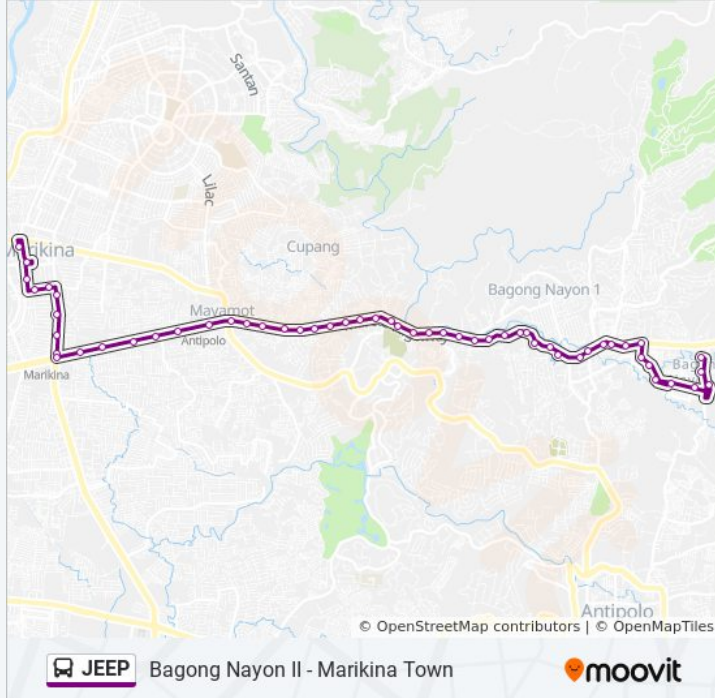 Santan
Lilac
Marikina
Cupang
Bagong Nayon 1
Mayamot
Antipolo
Marikina
Antipolo
© OpenStreetMap contributors | © OpenMapTiles
JEEP
Bagong Nayon II - Marikina Town
moovit